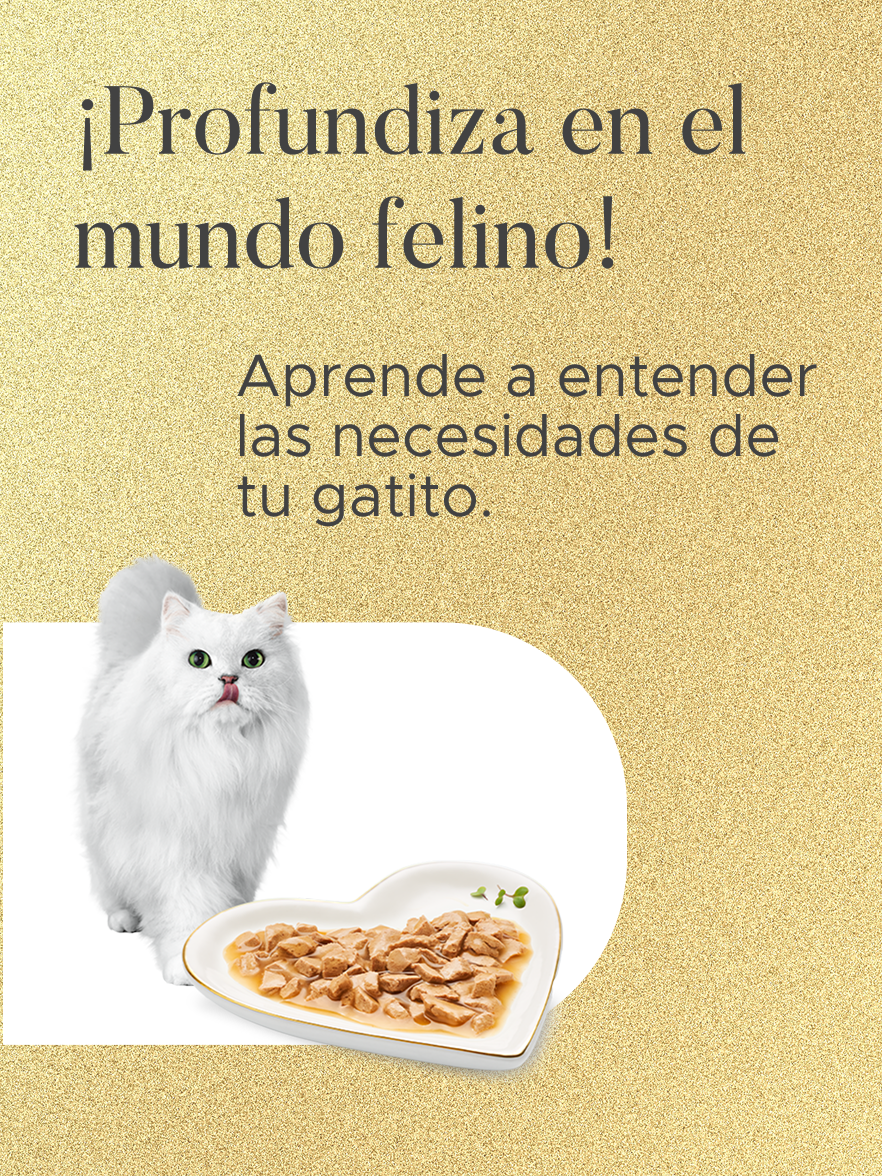 ¡Profundiza en el
mundo felino!
Aprende a entender
las necesidades de
tu gatito.